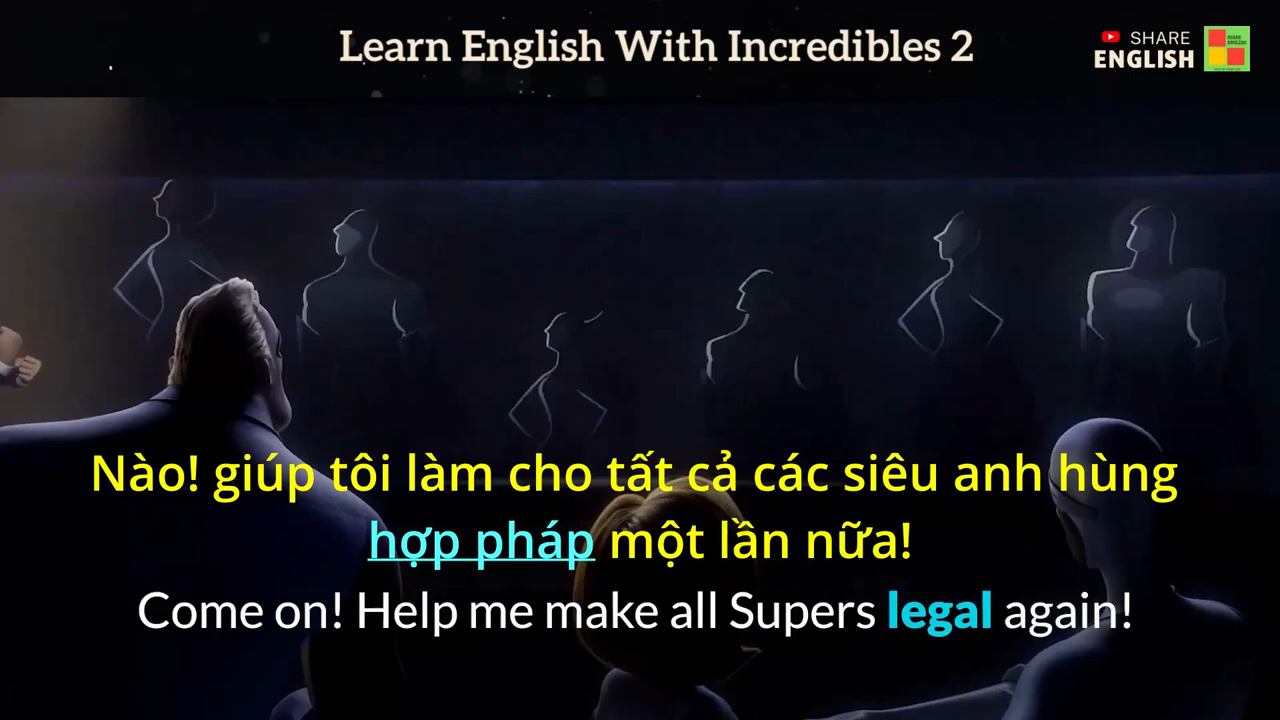 Learn English With Incredibles 2
SHARE
ENGLISH
Nào! giúp tôi làm cho tất cả các siêu anh hùng
hợp pháp một lần nữa!
Come on! Help me make all Supers legal again!